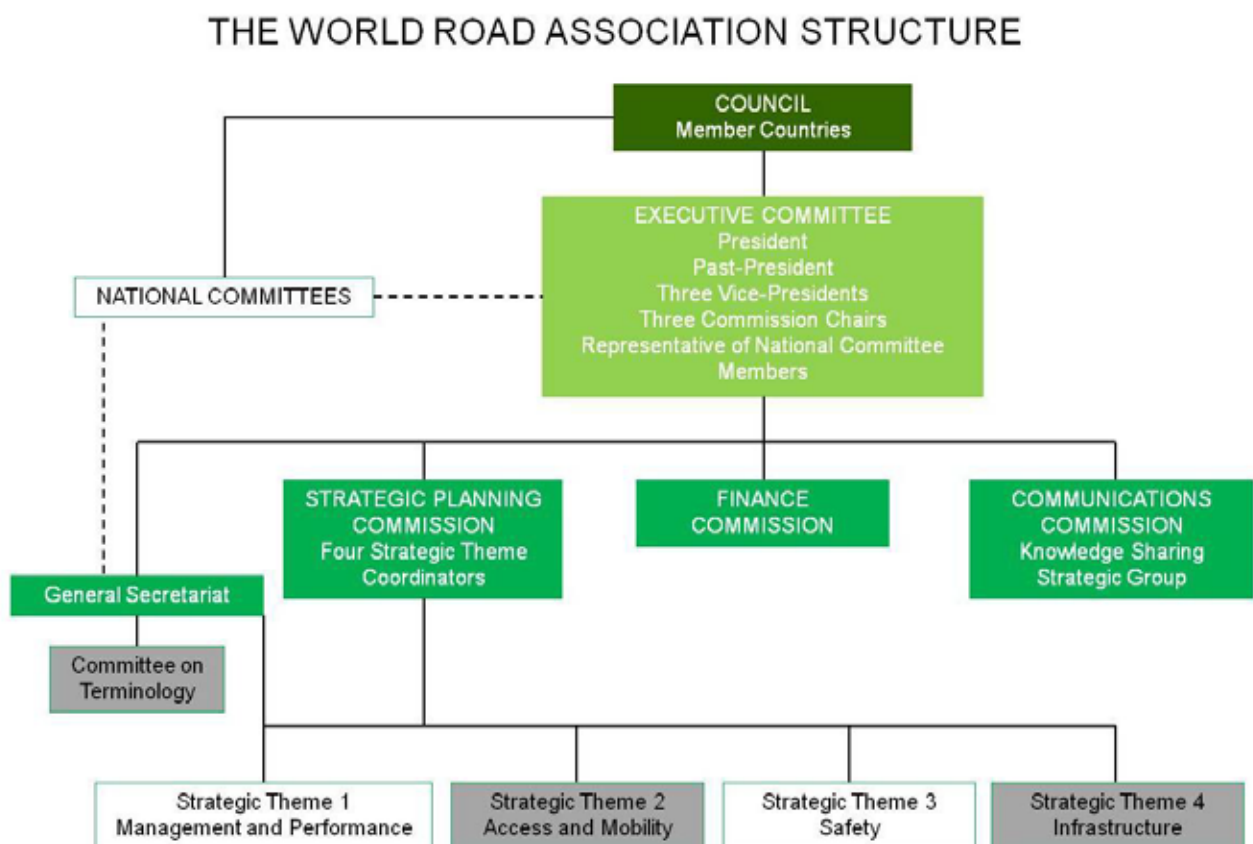 THE WORLD ROAD ASSOCIATION STRUCTURE
COUNCIL
Member Countries
EXECUTIVE COMMITTEE
President
Past-President
Three Vice-Presidents
Three Commission Chairs
Representative of National Committee
Members
NATIONAL COMMITTEES
STRATEGIC PLANNING
COMMISSION
Four Strategic Theme
Coordinators
FINANCE
COMMISSION
COMMUNICATIONS
COMMISSION
Knowledge Sharing
Strategic Group
General Secretariat
Committee on
Terminology
Strategic Theme 1
Management and Performance
Strategic Theme 2
Access and Mobility
Strategic Theme 3
Safety
Strategic Theme 4
Infrastructure